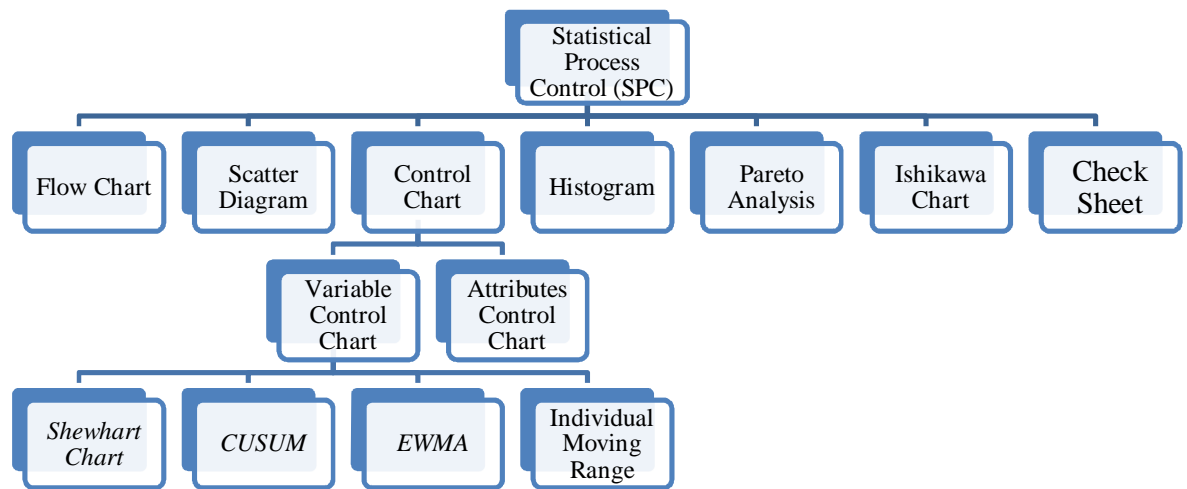 Statistical
Process
Control (SPC)
Flow Chart
Scatter
Diagram
Control
Chart
Histogram
Pareto
Analysis
Ishikawa
Chart
Check
Sheet
Variable
Control
Chart
Attributes
Control
Chart
Shewhart
Chart
CUSUM
EWMA
Individual
Moving
Range